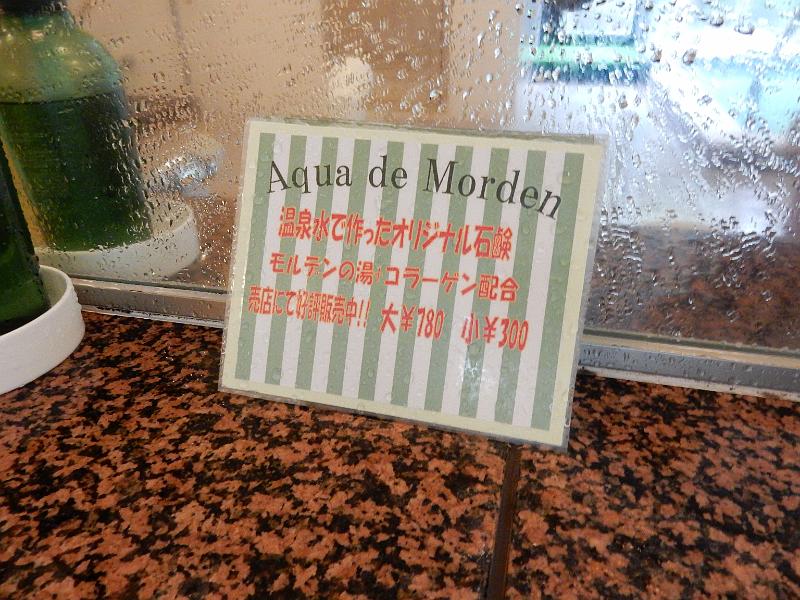 Aqua de Morden
温泉水で作ったオリジナル石鹸
モルデンの湯+コラーゲン配合
売店にて好評販売中!! 大¥780 小¥300